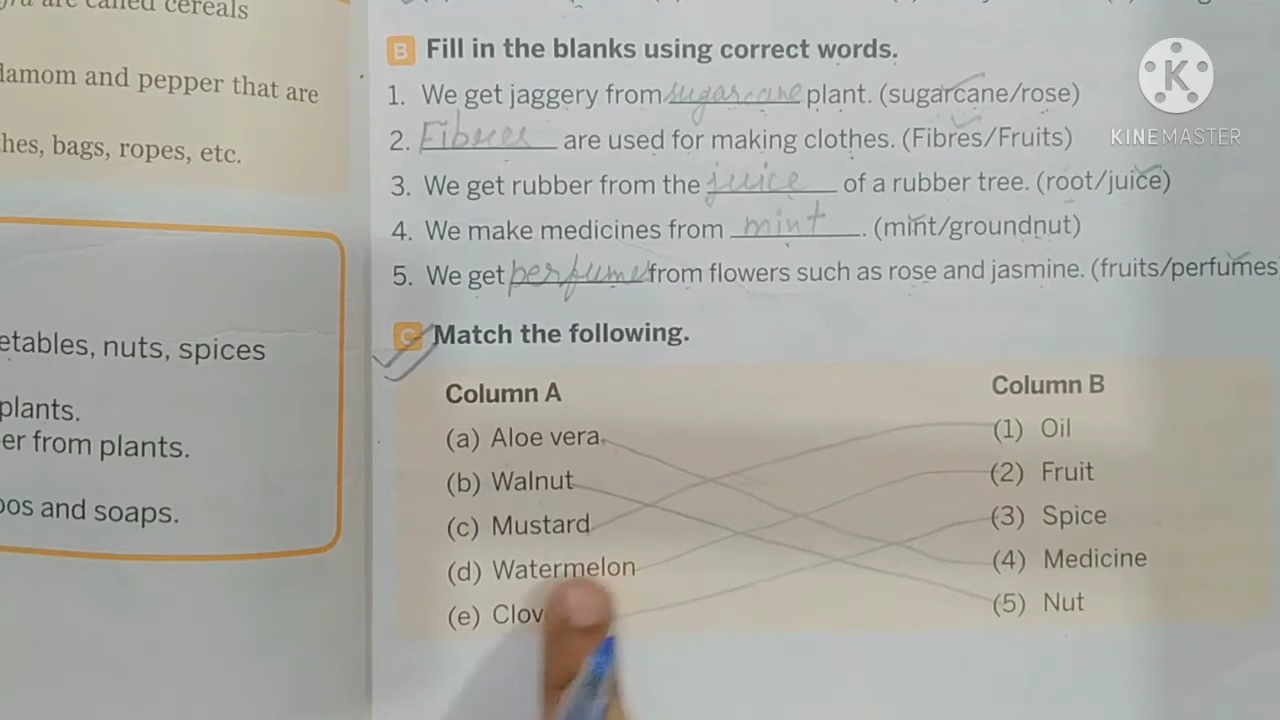 are called cereals
and pepper that are
bags, ropes, etc.
nuts, spices
plants.
from plants.
and soaps.
B Fill in the blanks using correct words.
1. We get jaggery from sugarcane plant. (sugarcane/rose)
2. Fibres are used for making clothes. (Fibres/Fruits)
3. We get rubber from the juice of a rubber tree. (root/juice)
4. We make medicines from mint. (mint/groundnut)
5. We get perfume from flowers such as rose and jasmine. (fruits/perfumes
C Match the following.
Column A Column B
(a) Aloe vera (1) Oil
(b) Walnut (2) Fruit
(c) Mustard (3) Spice
(d) Watermelon (4) Medicine
(e) Clov (5) Nut
K
KINEMASTER